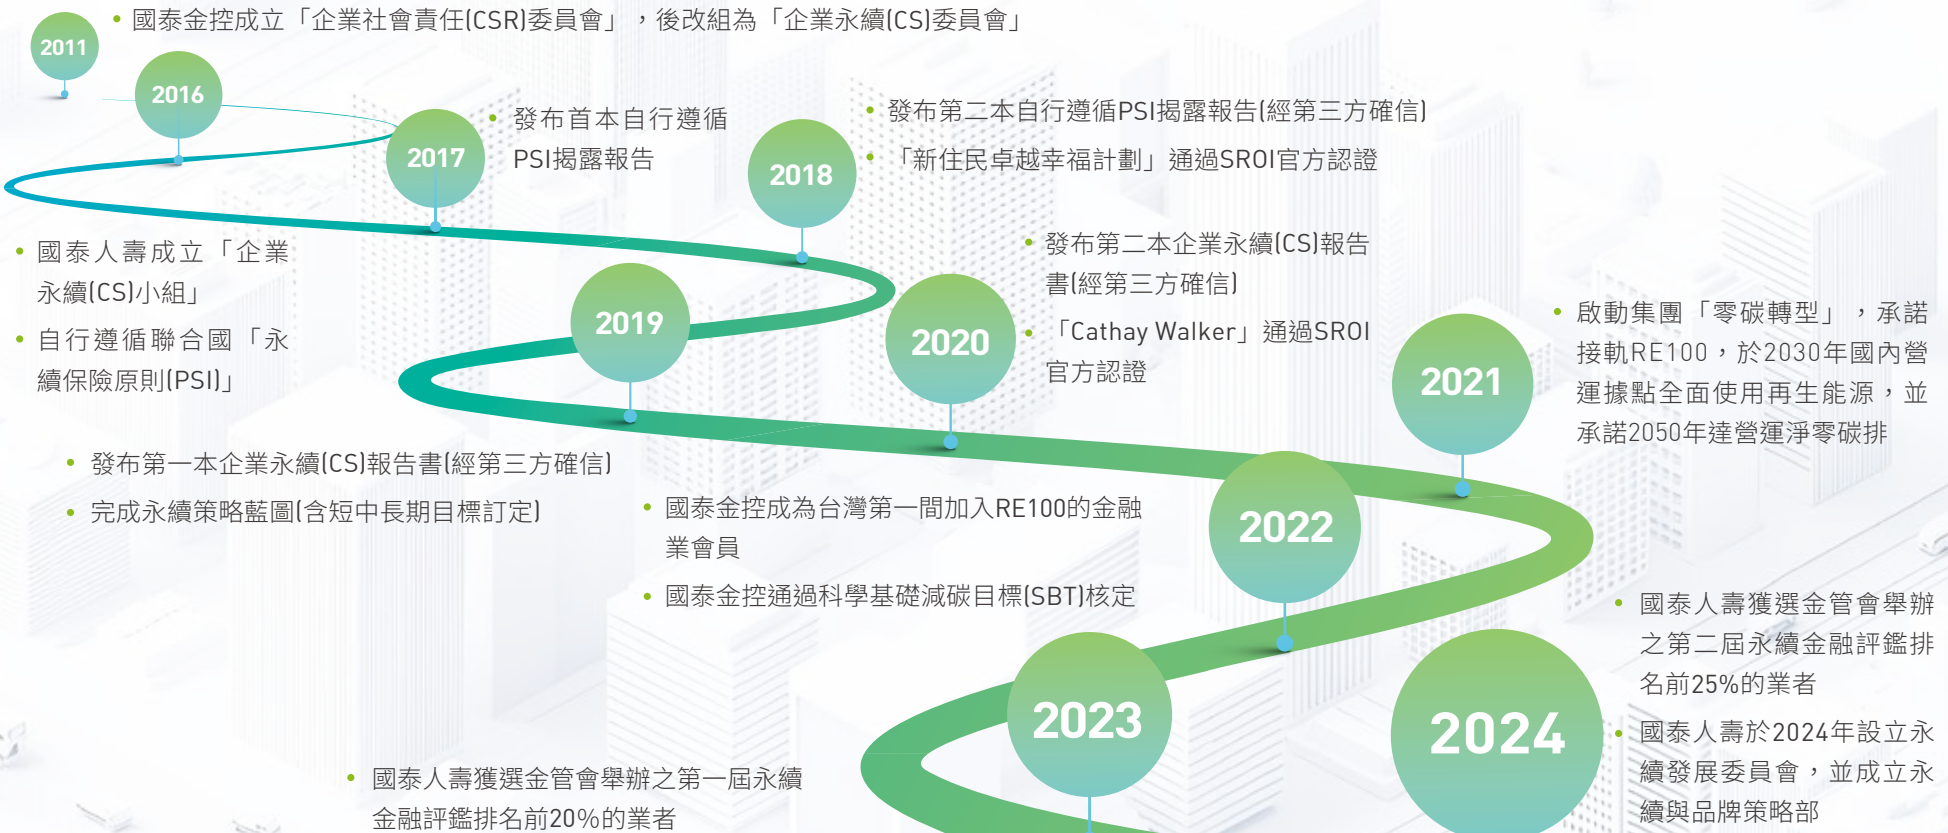 2011
• 國泰金控成立「企業社會責任(CSR)委員會」，後改組為「企業永續(CS)委員會」
2016
• 國泰人壽成立「企業
永續(CS)小組」
• 自行遵循聯合國「永
續保險原則(PSI)」
2017
• 發布首本自行遵循
PSI揭露報告
2018
• 發布第二本自行遵循PSI揭露報告(經第三方確信)
• 「新住民卓越幸福計劃」通過SROI官方認證
2019
• 發布第一本企業永續(CS)報告書(經第三方確信)
• 完成永續策略藍圖(含短中長期目標訂定)
2020
• 發布第二本企業永續(CS)報告
書(經第三方確信)
• 「Cathay Walker」通過SROI
官方認證
2021
• 啟動集團「零碳轉型」，承諾
接軌RE100，於2030年國內營
運據點全面使用再生能源，並
承諾2050年達營運淨零碳排
2022
• 國泰金控成為台灣第一間加入RE100的金融
業會員
• 國泰金控通過科學基礎減碳目標(SBT)核定
2023
• 國泰人壽獲選金管會舉辦之第一屆永續
金融評鑑排名前20%的業者
2024
• 國泰人壽獲選金管會舉辦
之第二屆永續金融評鑑排
名前25%的業者
• 國泰人壽於2024年設立永
續發展委員會，並成立永
續與品牌策略部